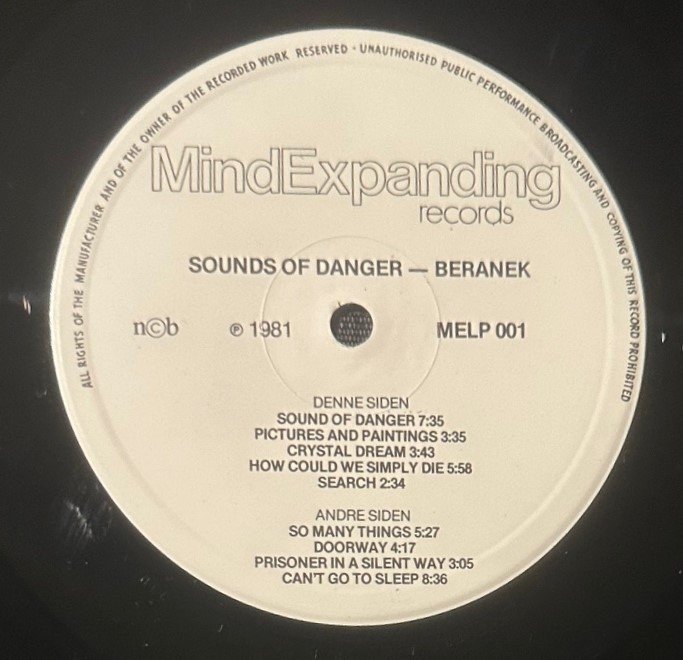 ALL RIGHTS OF THE MANUFACTURER AND OF THE OWNER OF THE RECORDED WORK RESERVED · UNAUTHORISED PUBLIC PERFORMANCE BROADCASTING AND COPYING OF THIS RECORD PROHIBITED
MindExpanding
records
SOUNDS OF DANGER — BERANEK
n©b ℗ 1981 MELP 001
DENNE SIDEN
SOUND OF DANGER 7:35
PICTURES AND PAINTINGS 3:35
CRYSTAL DREAM 3:43
HOW COULD WE SIMPLY DIE 5:58
SEARCH 2:34
ANDRE SIDEN
SO MANY THINGS 5:27
DOORWAY 4:17
PRISONER IN A SILENT WAY 3:05
CAN'T GO TO SLEEP 8:36